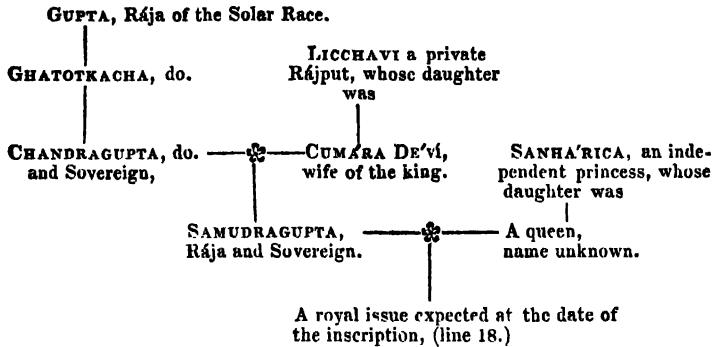 GUPTA, Rája of the Solar Race.
LICCHAVI a private
Rájput, whose daughter
was
GHATOTKACHA, do.
CHANDRAGUPTA, do.
and Sovereign,
CUMÁRA DE'VÍ,
wife of the king.
SANHA'RICA, an inde-
pendent princess, whose
daughter was
SAMUDRAGUPTA,
Rája and Sovereign.
A queen,
name unknown.
A royal issue expected at the date of
the inscription, (line 18.)